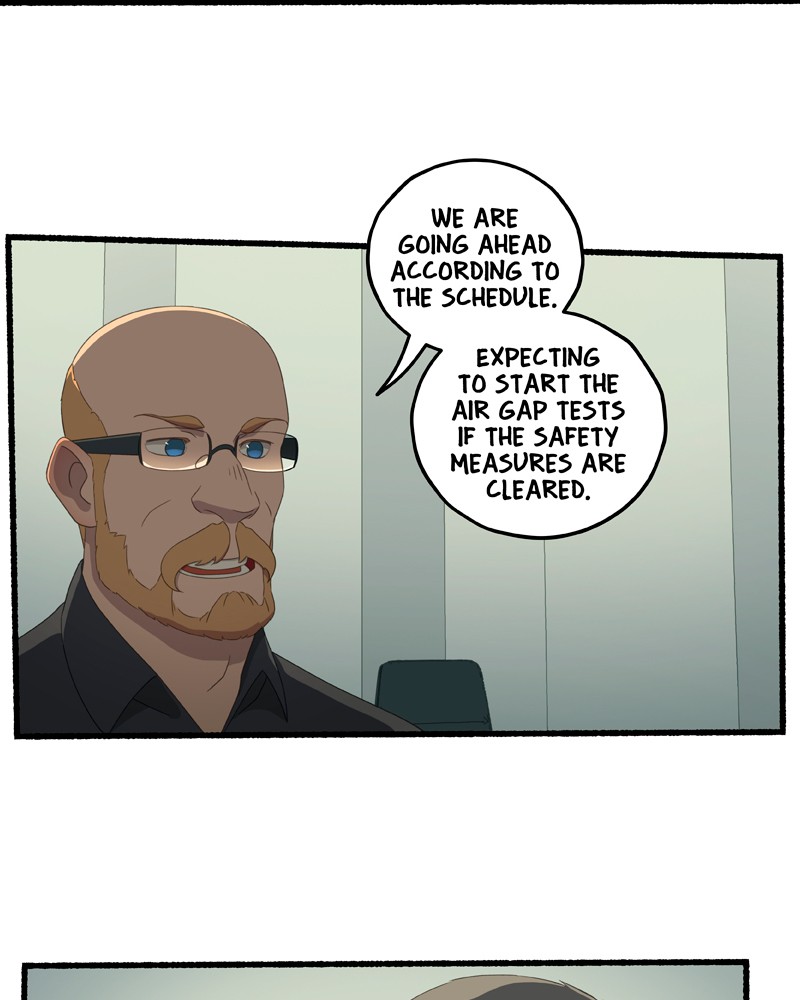 WE ARE
GOING AHEAD
ACCORDING TO
THE SCHEDULE.
EXPECTING
TO START THE
AIR GAP TESTS
IF THE SAFETY
MEASURES ARE
CLEARED.